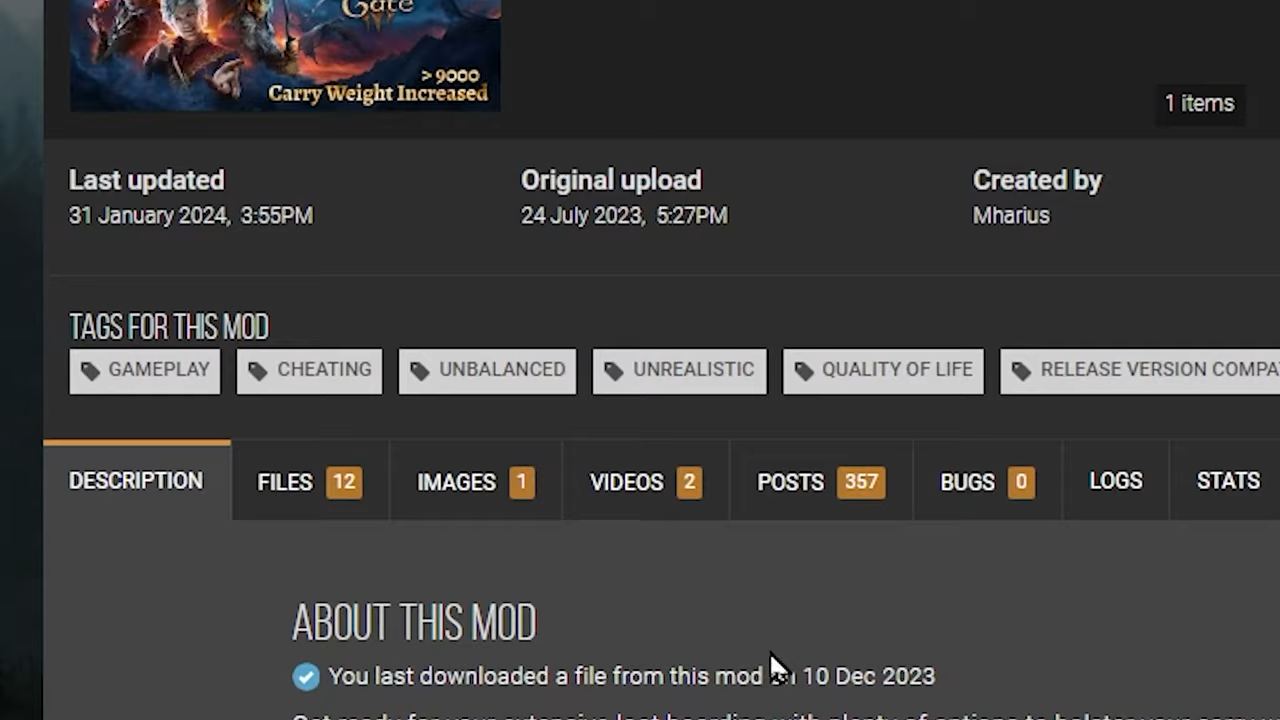 Gate
> 9000
Carry Weight Increased
1 items
Last updated
Original upload
Created by
31 January 2024, 3:55PM
24 July 2023, 5:27PM
Mharius
TAGS FOR THIS MOD
GAMEPLAY
CHEATING
UNBALANCED
UNREALISTIC
QUALITY OF LIFE
RELEASE VERSION
DESCRIPTION
FILES 12
IMAGES 1
VIDEOS 2
POSTS 357
BUGS 0
LOGS
STATS
ABOUT THIS MOD
You last downloaded a file from this mod 10 Dec 2023